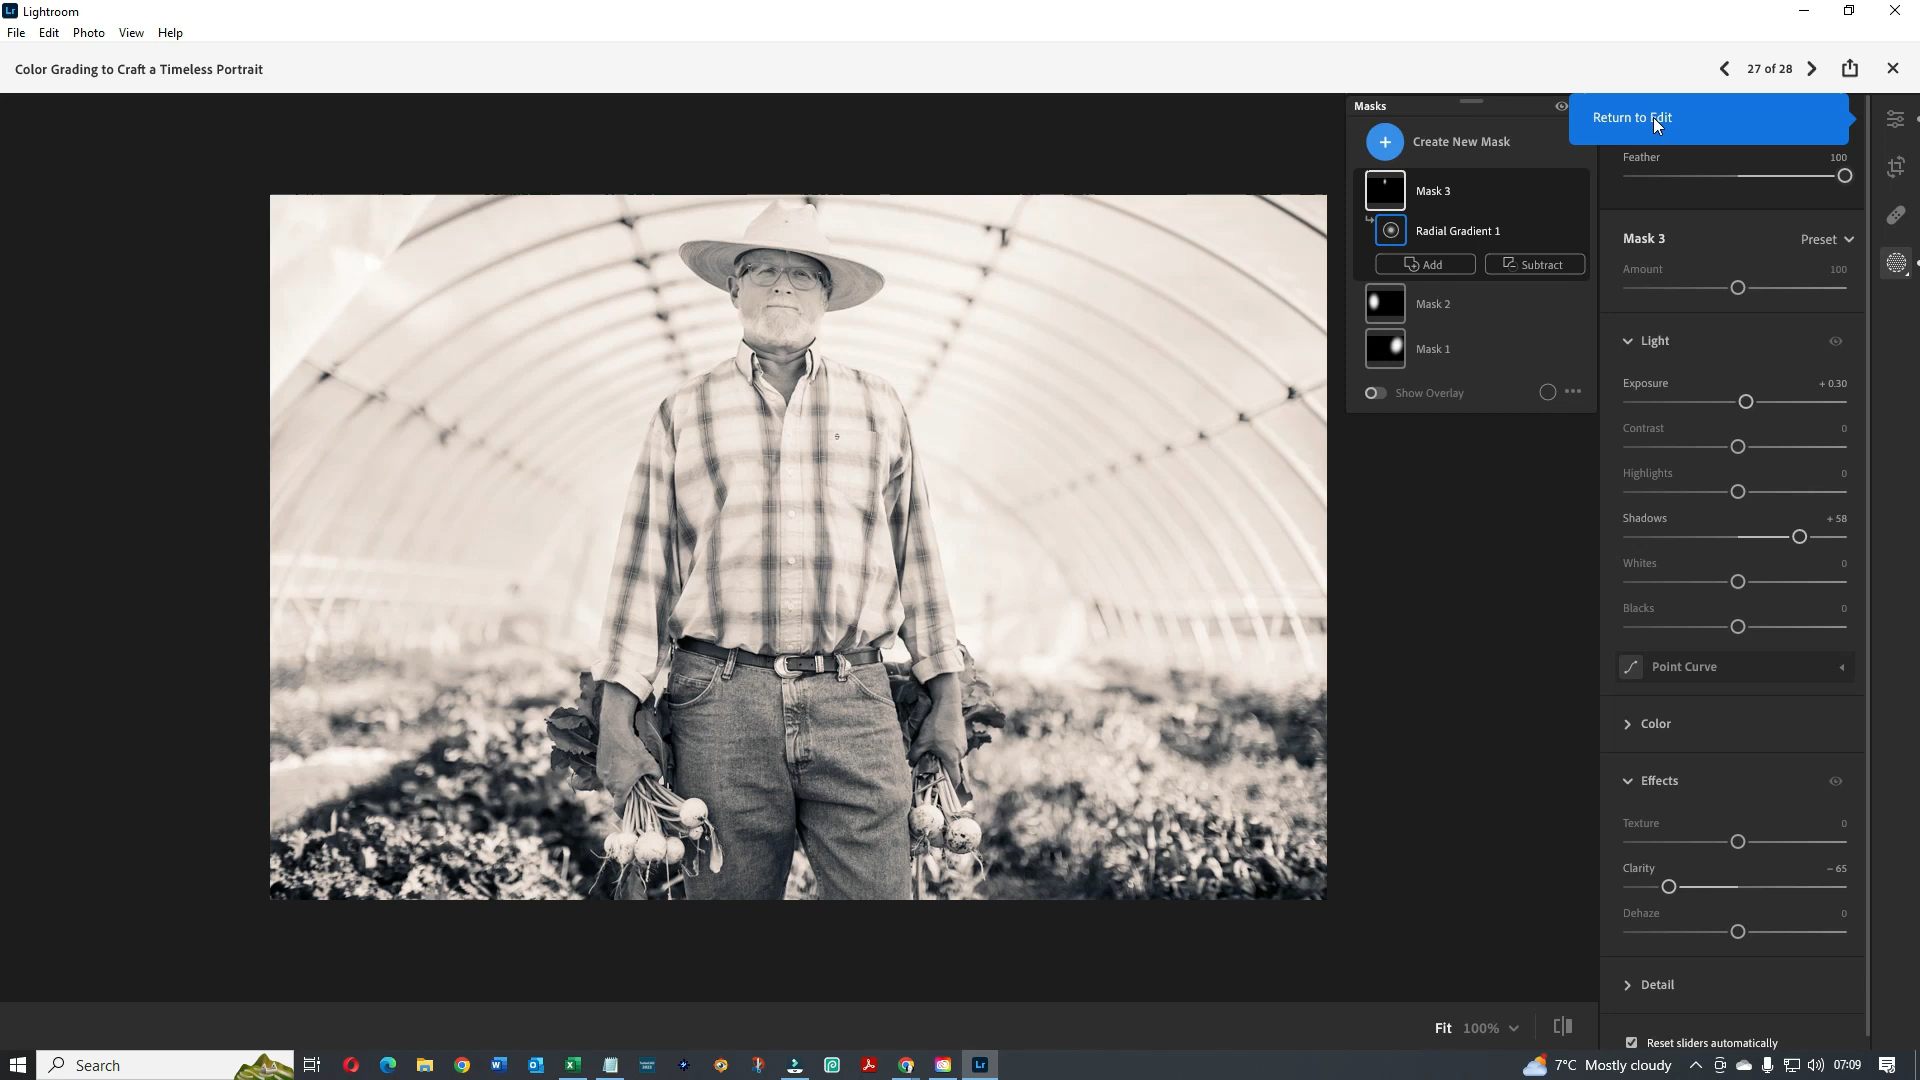 Lr Lightroom
File Edit Photo View Help
Color Grading to Craft a Timeless Portrait
27 of 28
Masks
Return to Edit
Create New Mask
Feather 100
Mask 3
Radial Gradient 1
Add Subtract
Mask 2
Mask 1
Show Overlay
Mask 3 Preset
Amount 100
Light
Exposure + 0.30
Contrast 0
Highlights 0
Shadows + 58
Whites 0
Blacks 0
Point Curve
Color
Effects
Texture 0
Clarity - 65
Dehaze 0
Detail
Reset sliders automatically
Fit 100%
Search
7°C Mostly cloudy
07:09